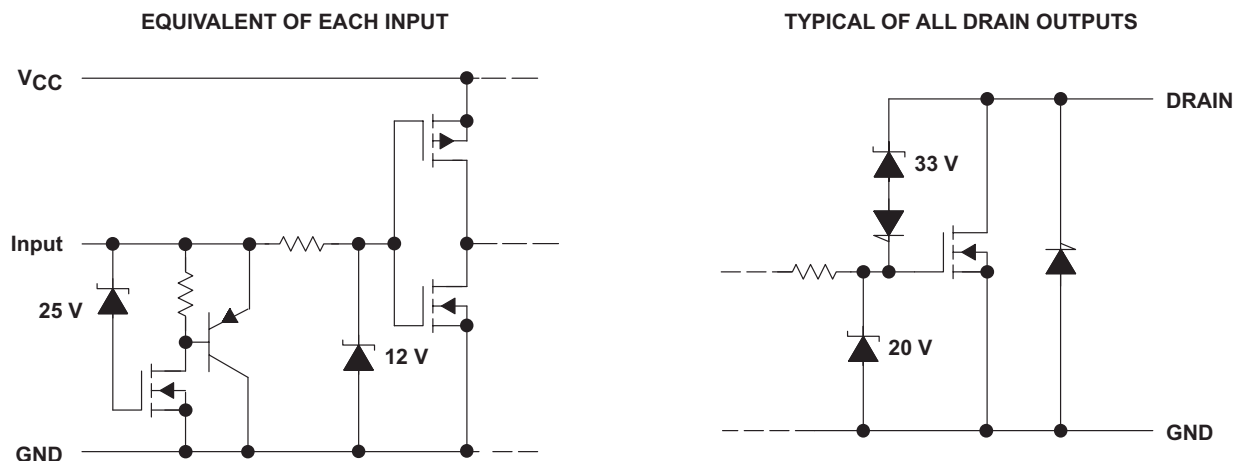 EQUIVALENT OF EACH INPUT
VCC
Input
25 V
12 V
GND
TYPICAL OF ALL DRAIN OUTPUTS
DRAIN
33 V
20 V
GND